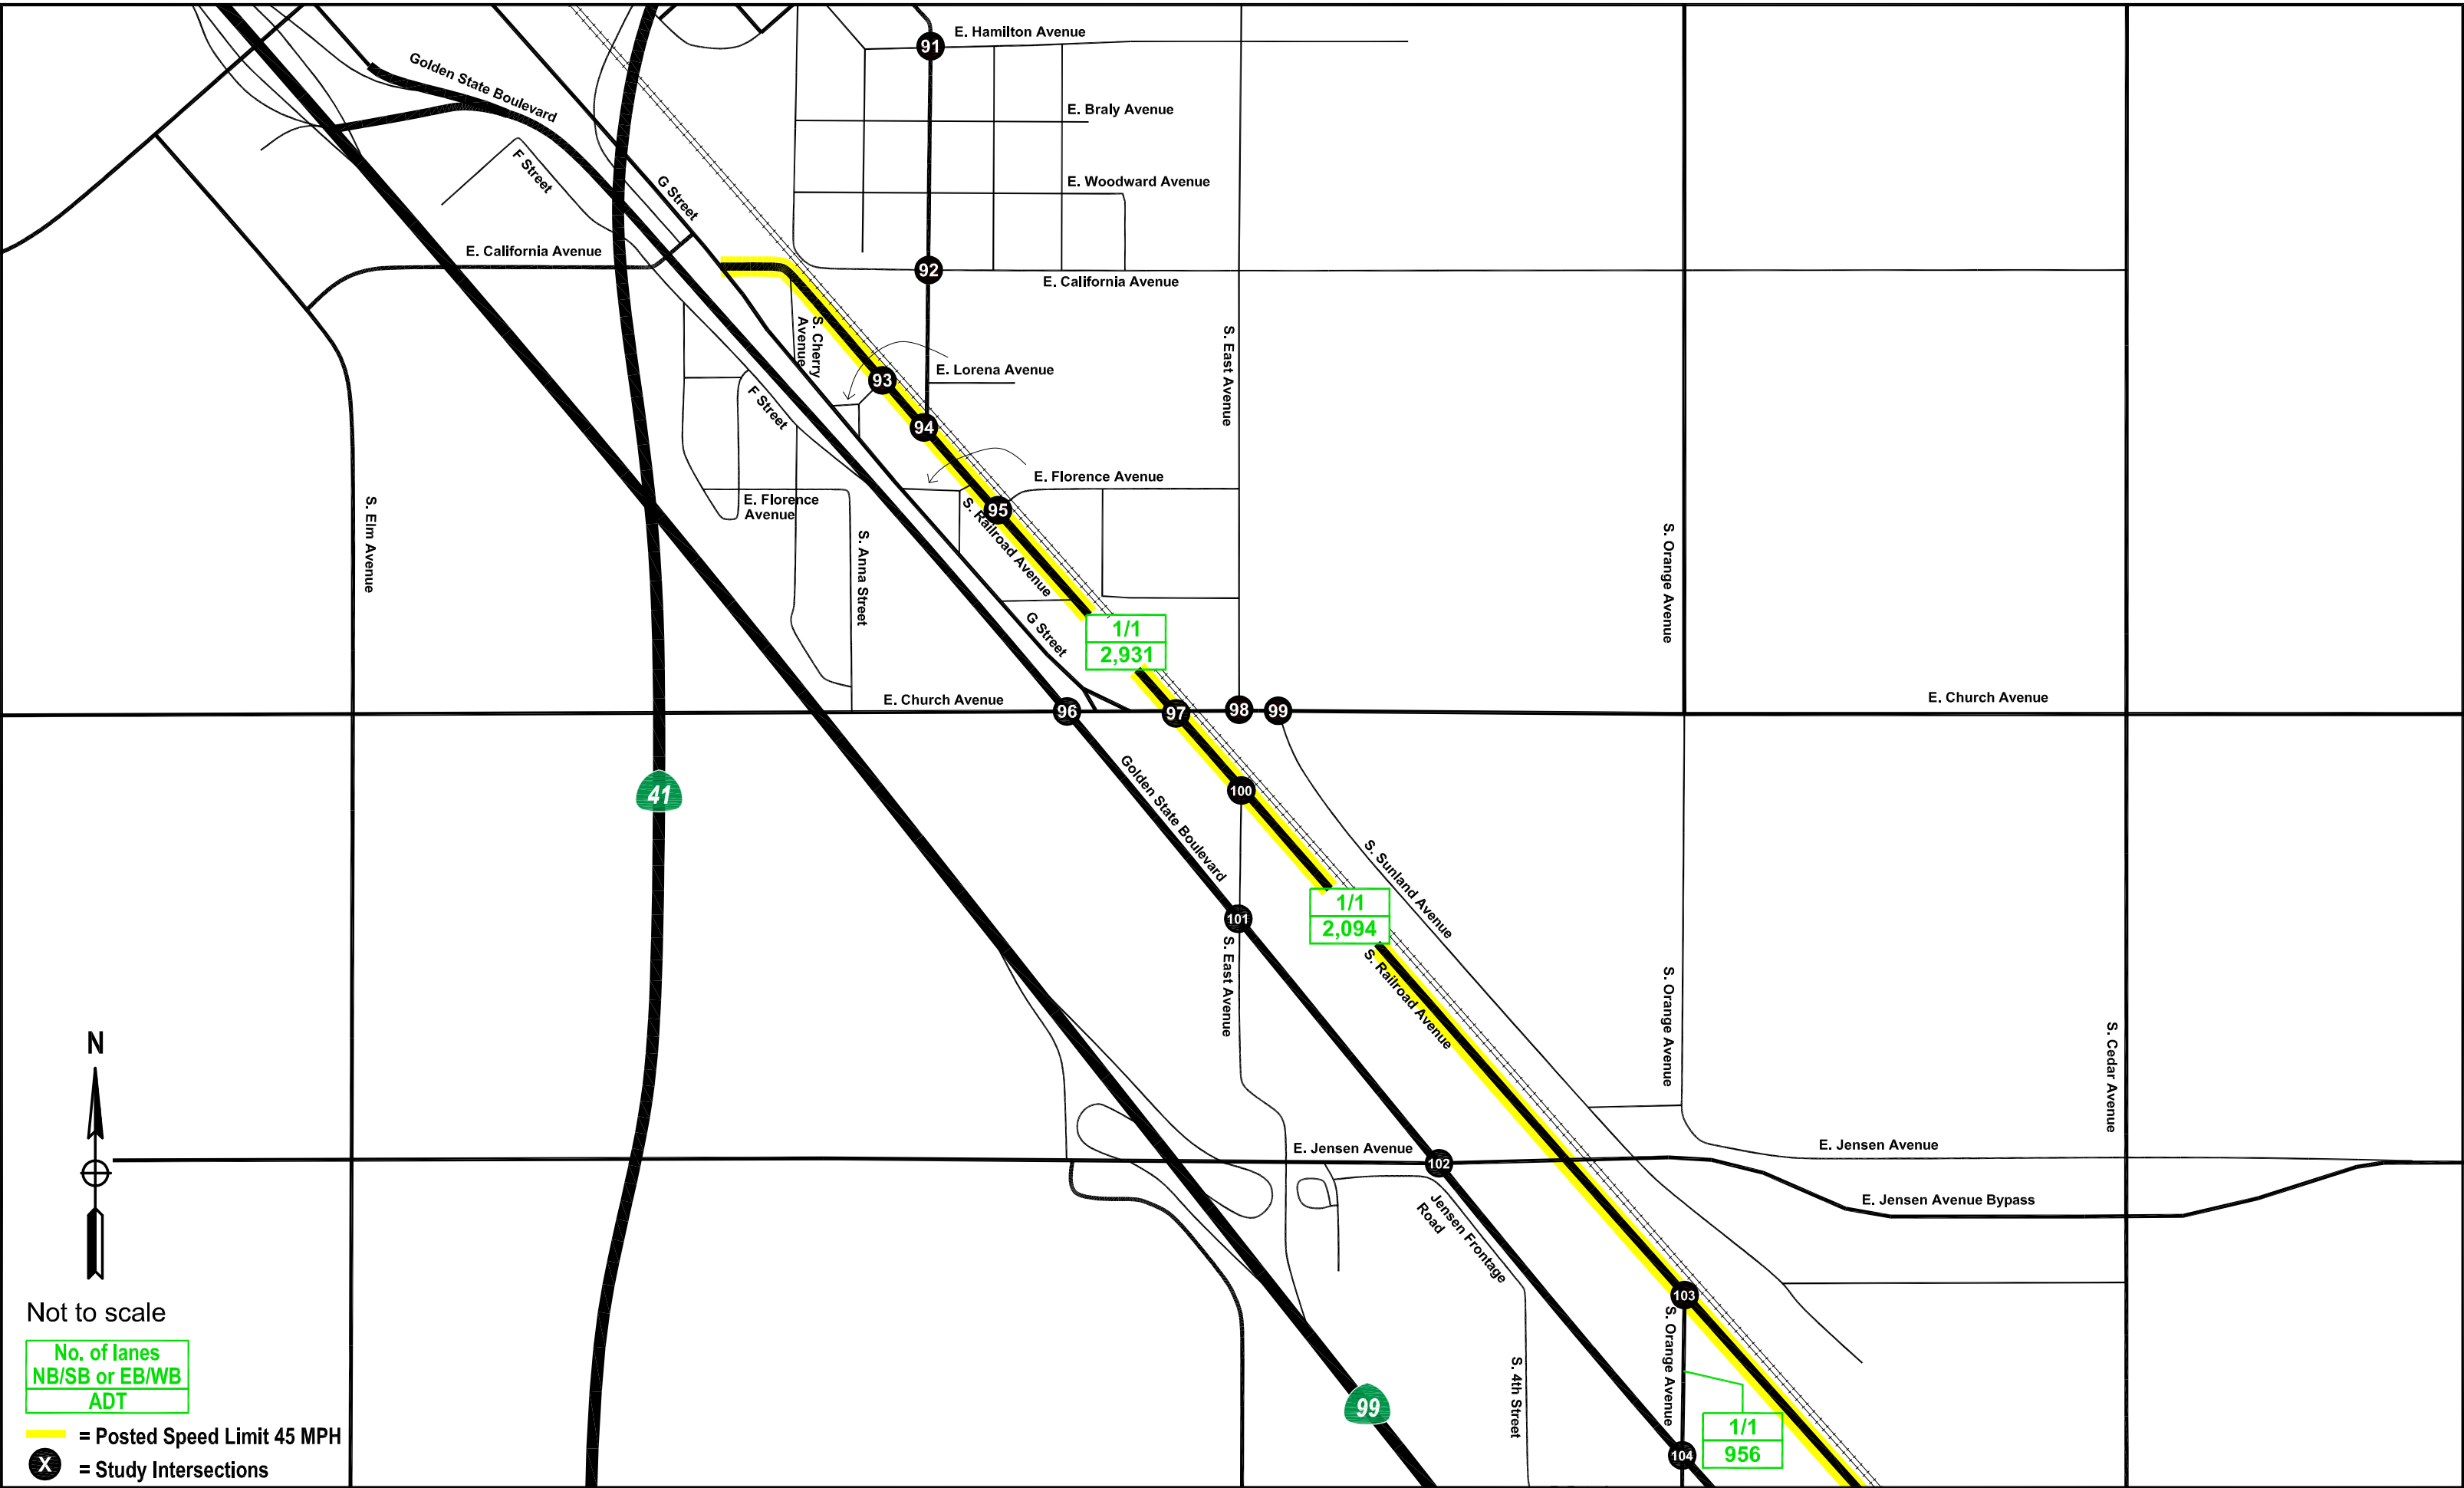 E. Hamilton Avenue
91
Golden State Boulevard
E. Braly Avenue
F Street
G Street
E. Woodward Avenue
E. California Avenue
92
E. California Avenue
S. Cherry
Avenue
S. East Avenue
E. Lorena Avenue
93
F Street
94
E. Florence Avenue
E. Florence
Avenue
95
S. Railroad Avenue
S. Elm Avenue
S. Anna Street
S. Orange Avenue
G Street
1/1
2,931
E. Church Avenue
96
97
98
99
E. Church Avenue
41
Golden State Boulevard
100
S. Sunland Avenue
1/1
2,094
101
S. East Avenue
S. Railroad Avenue
S. Orange Avenue
S. Cedar Avenue
N
E. Jensen Avenue
102
E. Jensen Avenue
E. Jensen Avenue Bypass
Jensen Frontage
Road
103
S. Orange Avenue
Not to scale
No. of lanes
NB/SB or EB/WB
ADT
99
S. 4th Street
1/1
956
104
= Posted Speed Limit 45 MPH
X
= Study Intersections